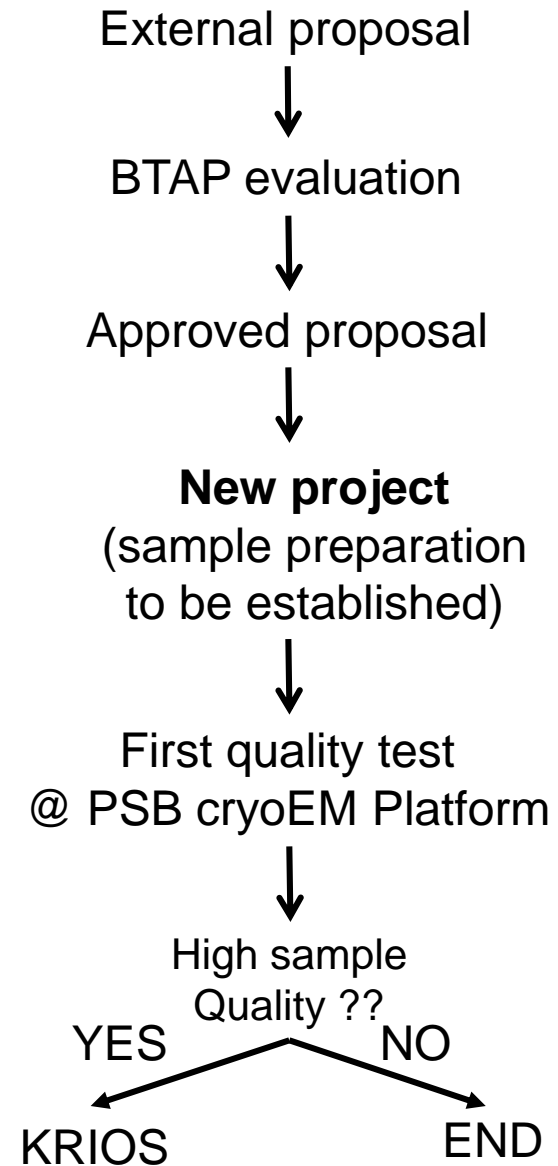 External proposal
BTAP evaluation
Approved proposal
New project
(sample preparation
to be established)
First quality test
@ PSB cryoEM Platform
High sample
Quality ??
YES NO
KRIOS END